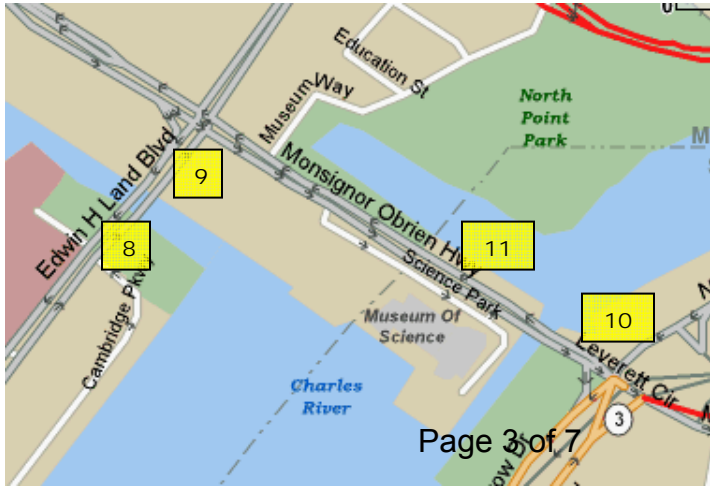 Education St
Museum Way
North
Point
Park
M
Edwin H Land Blvd
9
Monsignor Obrien Hwy
8
11
Science Park
Cambridge Pkwy
Museum Of
Science
10
Leverett Cir
Charles
River
3
Page 3 of 7